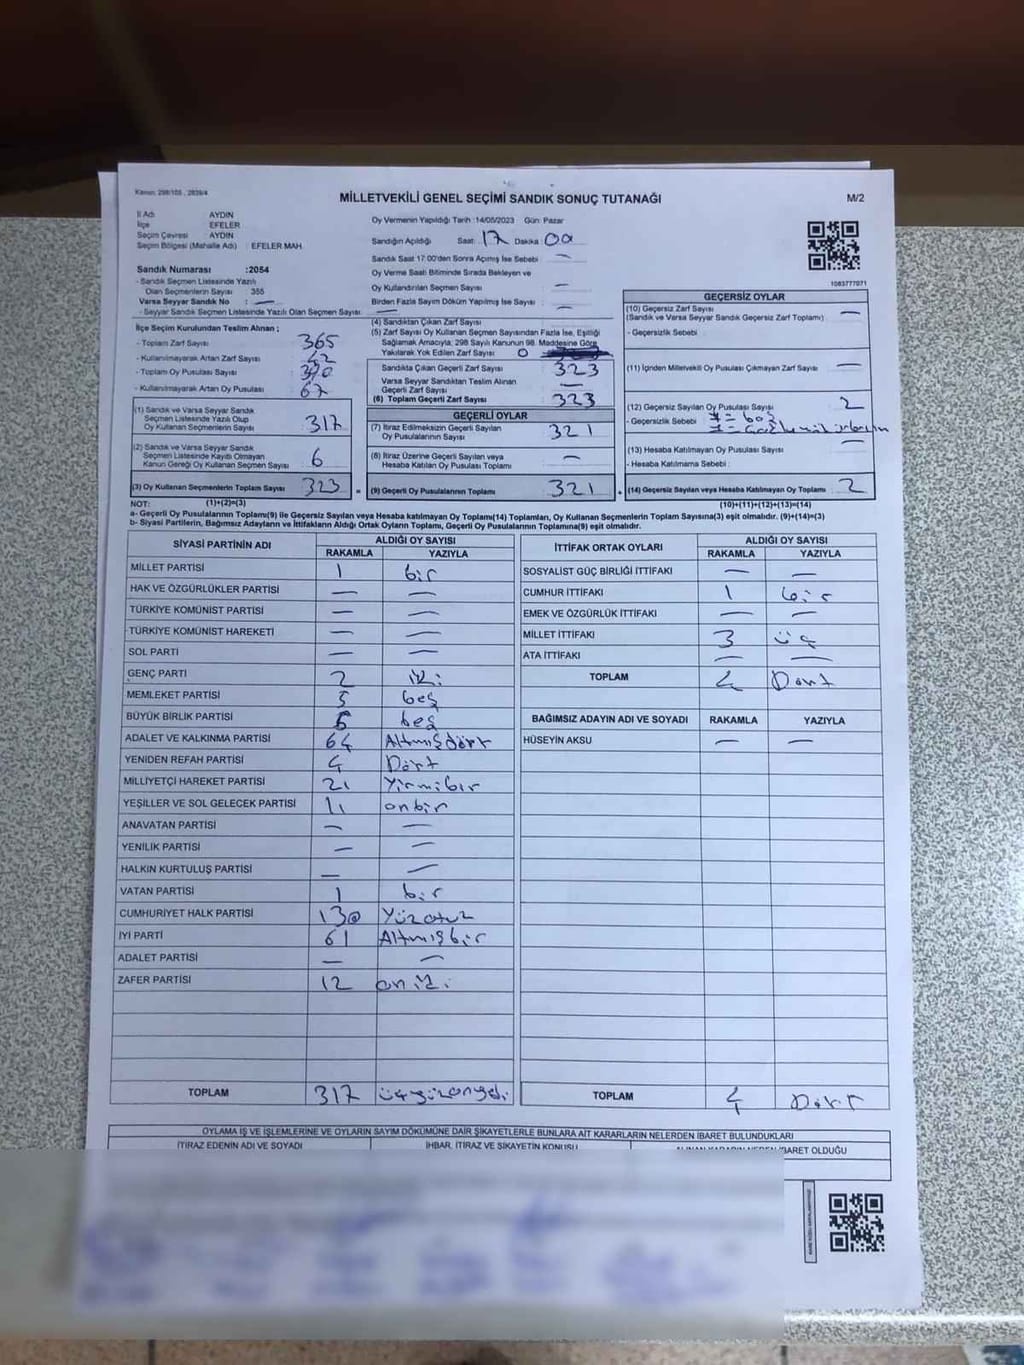 Kanun: 298/105 , 2839/4
MİLLETVEKİLİ GENEL SEÇİMİ SANDIK SONUÇ TUTANAĞI
M/2
İl Adı AYDIN
İlçe EFELER
Seçim Çevresi AYDIN
Seçim Bölgesi (Mahalle Adı) : EFELER MAH.
Oy Vermenin Yapıldığı Tarih :14/05/2023 Gün: Pazar
Sandığın Açıldığı Saat: 17 Dakika 00
Sandık Saat 17:00'den Sonra Açılmış İse Sebebi —
Oy Verme Saati Bitiminde Sırada Bekleyen ve
Oy Kullandırılan Seçmen Sayısı —
Birden Fazla Sayım Döküm Yapılmış İse Sayısı : —
1083777071
Sandık Numarası :2054
- Sandık Seçmen Listesinde Yazılı
Olan Seçmenlerin Sayısı 355
Varsa Seyyar Sandık No : —
- Seyyar Sandık Seçmen Listesinde Yazılı Olan Seçmen Sayısı —
İlçe Seçim Kurulundan Teslim Alınan ;
- Toplam Zarf Sayısı 365
- Kullanılmayarak Artan Zarf Sayısı 42
- Toplam Oy Pusulası Sayısı
- Kullanılmayarak Artan Oy Pusulası 67
(1) Sandık ve Varsa Seyyar Sandık
Seçmen Listesinde Yazılı Olup
Oy Kullanan Seçmenlerin Sayısı 317
(2) Sandık ve Varsa Seyyar Sandık
Seçmen Listesinde Kayıtlı Olmayan
Kanun Gereği Oy Kullanan Seçmen Sayısı 6
(3) Oy Kullanan Seçmenlerin Toplam Sayısı 323
(4) Sandıktan Çıkan Zarf Sayısı
(5) Zarf Sayısı Oy Kullanan Seçmen Sayısından Fazla İse, Eşitliği
Sağlamak Amacıyla; 298 Sayılı Kanunun 98. Maddesine Göre
Yakılarak Yok Edilen Zarf Sayısı 0
Sandıkta Çıkan Geçerli Zarf Sayısı 323
Varsa Seyyar Sandıktan Teslim Alınan
Geçerli Zarf Sayısı —
(6) Toplam Geçerli Zarf Sayısı 323
GEÇERLİ OYLAR
(7) İtiraz Edilmeksizin Geçerli Sayılan
Oy Pusulalarının Sayısı 321
(8) İtiraz Üzerine Geçerli Sayılan veya
Hesaba Katılan Oy Pusulası Toplamı —
= (9) Geçerli Oy Pusulalarının Toplamı 321
GEÇERSİZ OYLAR
(10) Geçersiz Zarf Sayısı
(Sandık ve Varsa Seyyar Sandık Geçersiz Zarf Toplamı) —
- Geçersizlik Sebebi :
(11) İçinden Milletvekili Oy Pusulası Çıkmayan Zarf Sayısı —
(12) Geçersiz Sayılan Oy Pusulası Sayısı 2
- Geçersizlik Sebebi :
(13) Hesaba Katılmayan Oy Pusulası Sayısı —
- Hesaba Katılmama Sebebi :
+ (14) Geçersiz Sayılan veya Hesaba Katılmayan Oy Toplamı 2
NOT: (1)+(2)=(3) (10)+(11)+(12)+(13)=(14)
a- Geçerli Oy Pusulasının Toplamı(9) ile Geçersiz Sayılan veya Hesaba katılmayan Oy Toplamı(14) Toplamları, Oy Kullanan Seçmenlerin Toplam Sayısına(3) eşit olmalıdır. (9)+(14)=(3)
b- Siyasi Partilerin, Bağımsız Adayların ve İttifakların Aldığı Ortak Oyların Toplamı, Geçerli Oy Pusulalarının Toplamına(9) eşit olmalıdır.
SİYASİ PARTİNİN ADI ALDIĞI OY SAYISI
RAKAMLA YAZIYLA
MİLLET PARTİSİ 1 bir
HAK VE ÖZGÜRLÜKLER PARTİSİ — —
TÜRKİYE KOMÜNİST PARTİSİ — —
TÜRKİYE KOMÜNİST HAREKETİ — —
SOL PARTİ — —
GENÇ PARTİ 2 iki
MEMLEKET PARTİSİ 5 beş
BÜYÜK BİRLİK PARTİSİ 5 beş
ADALET VE KALKINMA PARTİSİ 64 Altmışdört
YENİDEN REFAH PARTİSİ 4 Dört
MİLLİYETÇİ HAREKET PARTİSİ 21 Yirmibir
YEŞİLLER VE SOL GELECEK PARTİSİ 11 onbir
ANAVATAN PARTİSİ — —
YENİLİK PARTİSİ — —
HALKIN KURTULUŞ PARTİSİ — —
VATAN PARTİSİ 1 bir
CUMHURİYET HALK PARTİSİ 130 Yüzotuz
İYİ PARTİ 61 Altmışbir
ADALET PARTİSİ — —
ZAFER PARTİSİ 12 oniki
TOPLAM 317 üçyüzonyedi
İTTİFAK ORTAK OYLARI ALDIĞI OY SAYISI
RAKAMLA YAZIYLA
SOSYALİST GÜÇ BİRLİĞİ İTTİFAKI — —
CUMHUR İTTİFAKI 1 bir
EMEK VE ÖZGÜRLÜK İTTİFAKI — —
MİLLET İTTİFAKI 3 üç
ATA İTTİFAKI — —
TOPLAM 4 Dört
BAĞIMSIZ ADAYIN ADI VE SOYADI RAKAMLA YAZIYLA
HÜSEYİN AKSU — —
TOPLAM 4 Dört
OYLAMA İŞ VE İŞLEMLERİNE VE OYLARIN SAYIM DÖKÜMÜNE DAİR ŞİKAYETLERLE BUNLARA AİT KARARLARIN NELERDEN İBARET BULUNDUKLARI
İTİRAZ EDENİN ADI VE SOYADI İHBAR, İTİRAZ VE ŞİKAYETİN KONUSU İBARET OLDUĞU